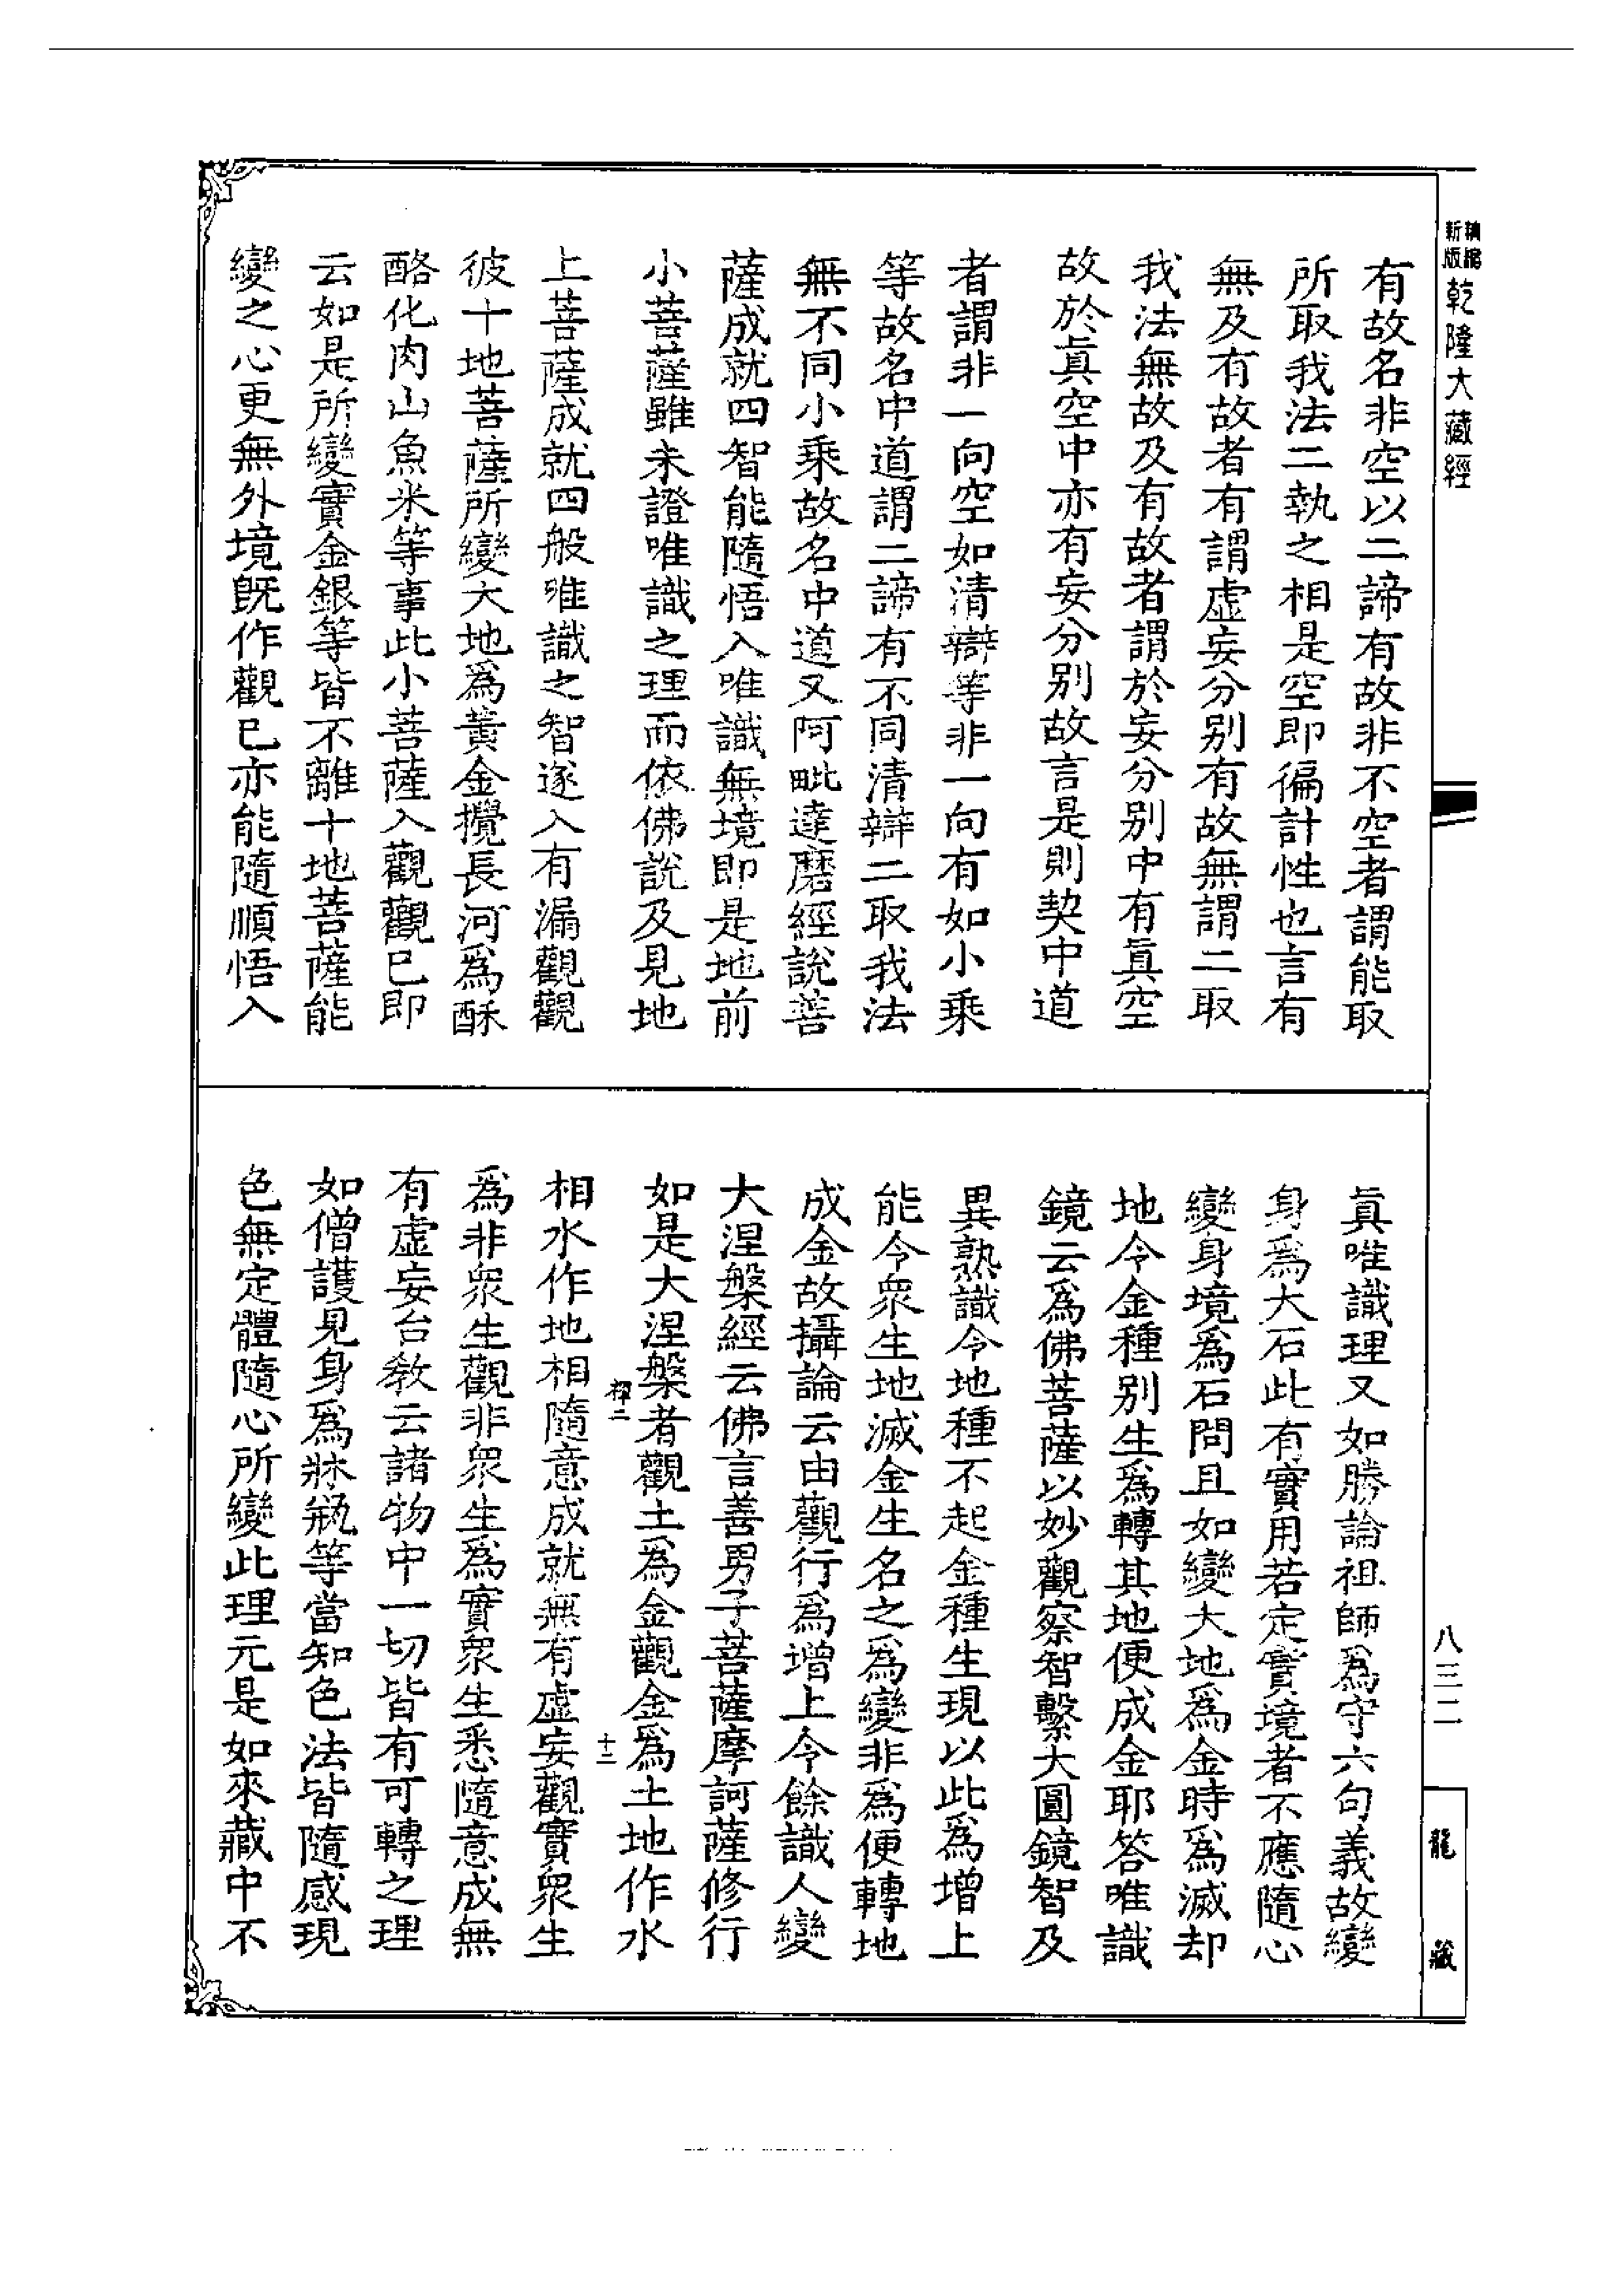 精編
新版
乾隆大藏經
有故名非空以二諦有故非不空者謂能取
所取我法二執之相是空即徧計性也言有
無及有故者有謂虛妄分別有故無謂二取
我法無故及有故者謂於妄分別中有眞空
故於眞空中亦有妄分別故言是則契中道
者謂非一向空如清辯等非一向有如小乘
等故名中道謂二諦有不同清辯二取我法
無不同小乘故名中道又阿毗達磨經說菩
薩成就四智能隨悟入唯識無境即是地前
小菩薩雖未證唯識之理而依佛說及見地
上菩薩成就四般唯識之智遂入有漏觀觀
彼十地菩薩所變大地爲黃金攪長河爲酥
酪化肉山魚米等事此小菩薩入觀觀已即
云如是所變實金銀等皆不離十地菩薩能
變之心更無外境旣作觀已亦能隨順悟入
眞唯識理又如勝論祖師爲守六句義故變
身爲大石此有實用若定實境者不應隨心
變身境爲石問且如變大地爲金時爲滅却
地令金種別生爲轉其地便成金耶答唯識
鏡云爲佛菩薩以妙觀察智繫大圓鏡智及
異熟識令地種不起金種生現以此爲增上
能令衆生地滅金生名之爲變非爲便轉地
成金故攝論云由觀行爲增上令餘識人變
大涅槃經云佛言善男子菩薩摩訶薩修行
如是大涅槃者觀土爲金觀金爲土地作水
禪二
十二
相水作地相隨意成就無有虛妄觀實衆生
爲非衆生觀非衆生爲實衆生悉隨意成無
有虛妄台教云諸物中一切皆有可轉之理
如僧護見身爲牀瓶等當知色法皆隨感現
色無定體隨心所變此理元是如來藏中不
八三二
龍藏